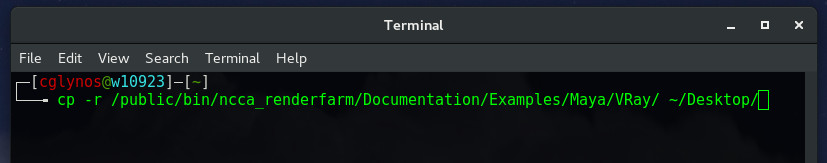 Terminal
File Edit View Search Terminal Help
[cglynos@w10923]-[~]
cp -r /public/bin/ncca_renderfarm/Documentation/Examples/Maya/VRay/ ~/Desktop/